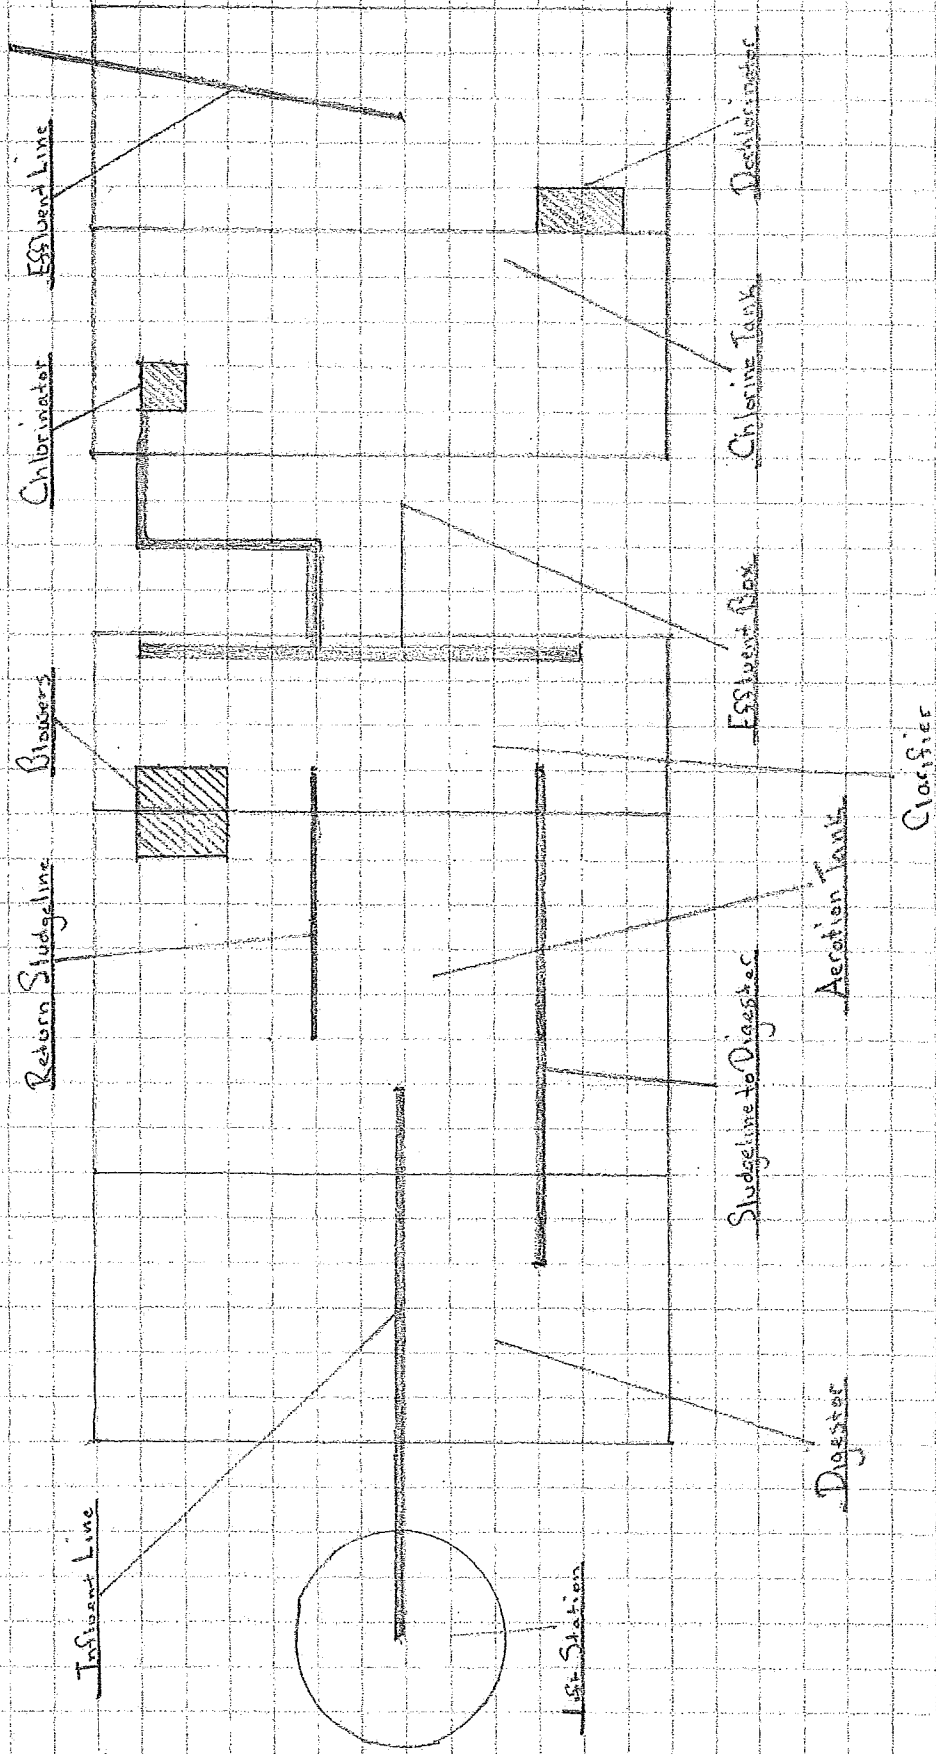 Influent Line
Return Sludgeline
Blowers
Chlorinator
Effluent Line
Lift Station
Digestor
Sludgeline to Digester
Aeration Tank
Clarifier
Effluent Box
Chlorine Tank
Dechlorinator